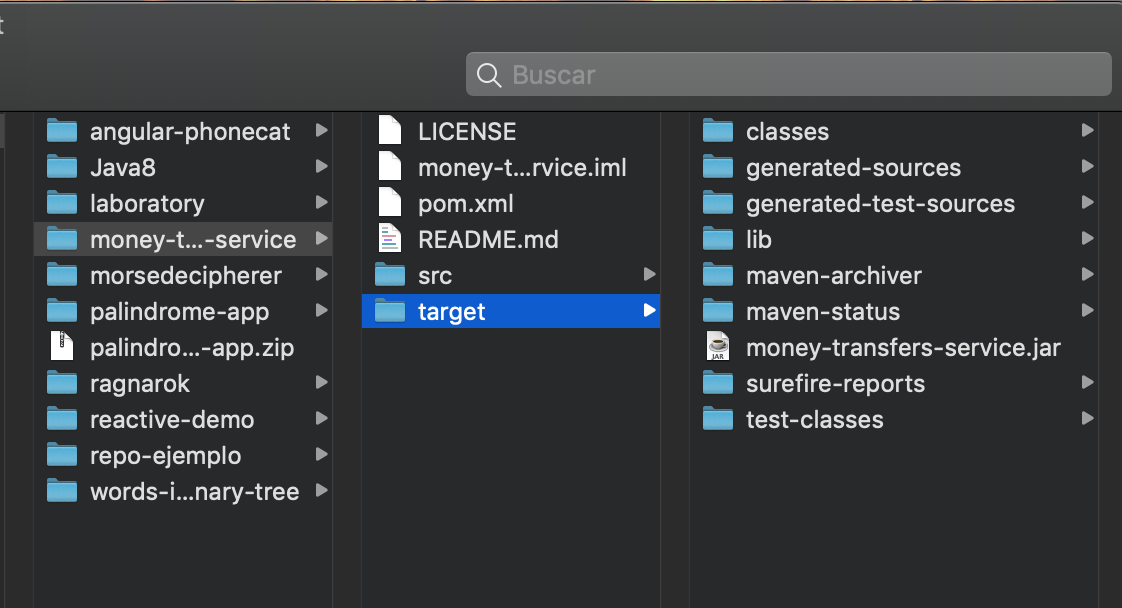 t
Buscar
angular-phonecat
Java8
laboratory
money-t...-service
morsedecipherer
palindrome-app
palindro...-app.zip
ragnarok
reactive-demo
repo-ejemplo
words-i...nary-tree
LICENSE
money-t...rvice.iml
pom.xml
README.md
src
target
classes
generated-sources
generated-test-sources
lib
maven-archiver
maven-status
JAR
money-transfers-service.jar
surefire-reports
test-classes